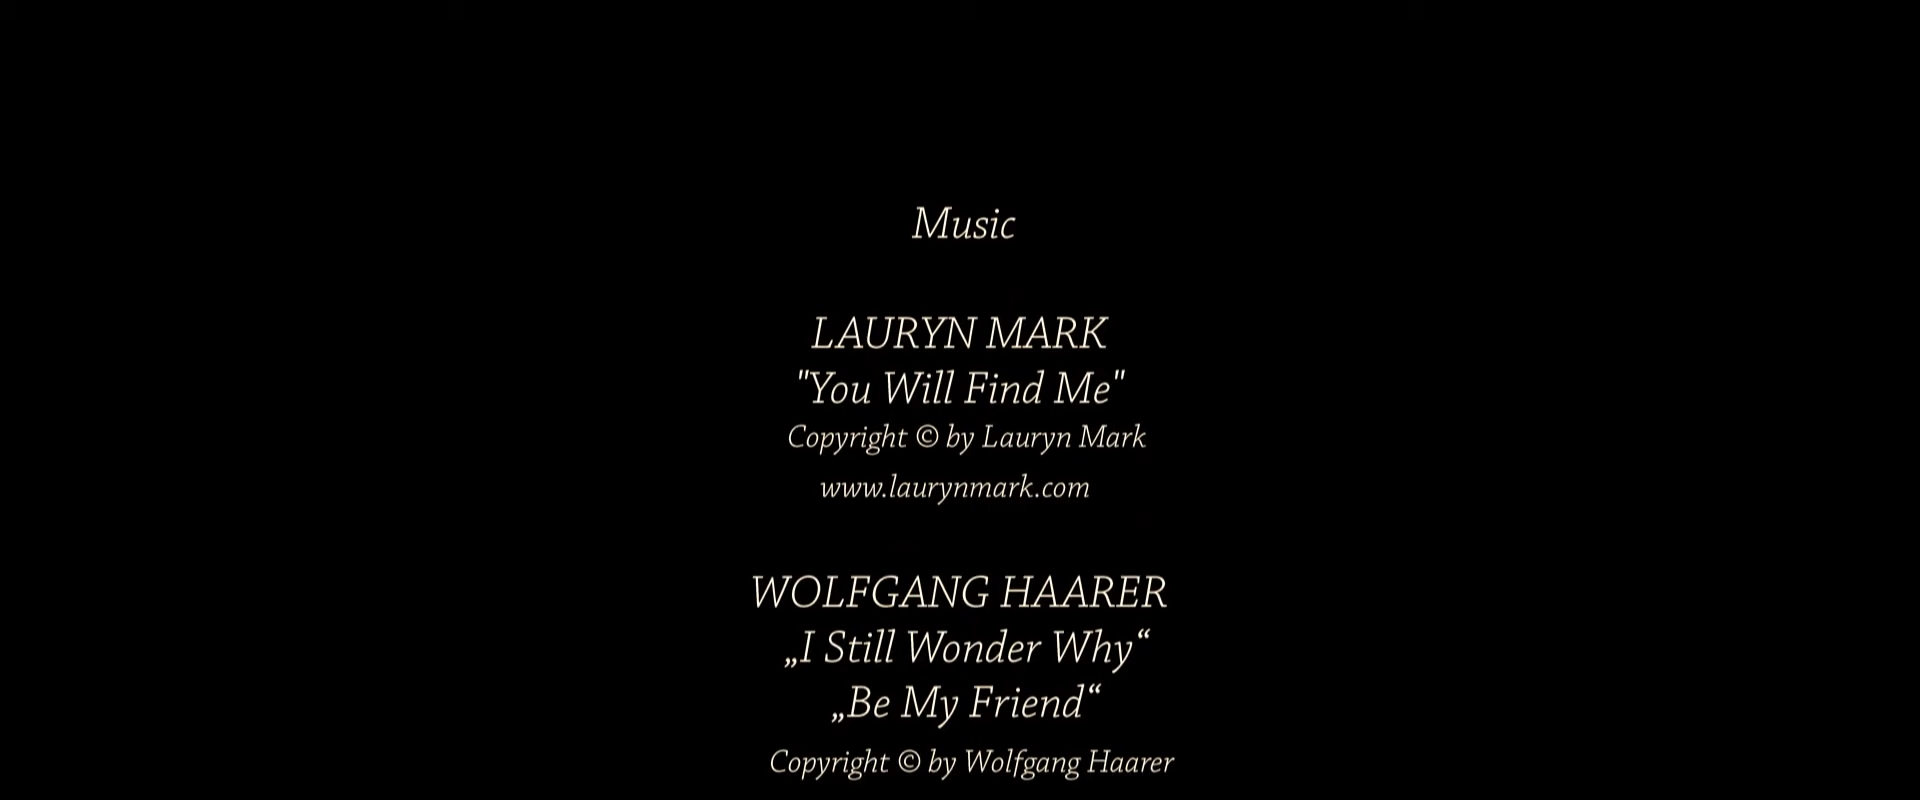 Music
LAURYN MARK
"You Will Find Me"
Copyright © by Lauryn Mark
www.laurynmark.com
WOLFGANG HAARER
„I Still Wonder Why“
„Be My Friend“
Copyright © by Wolfgang Haarer